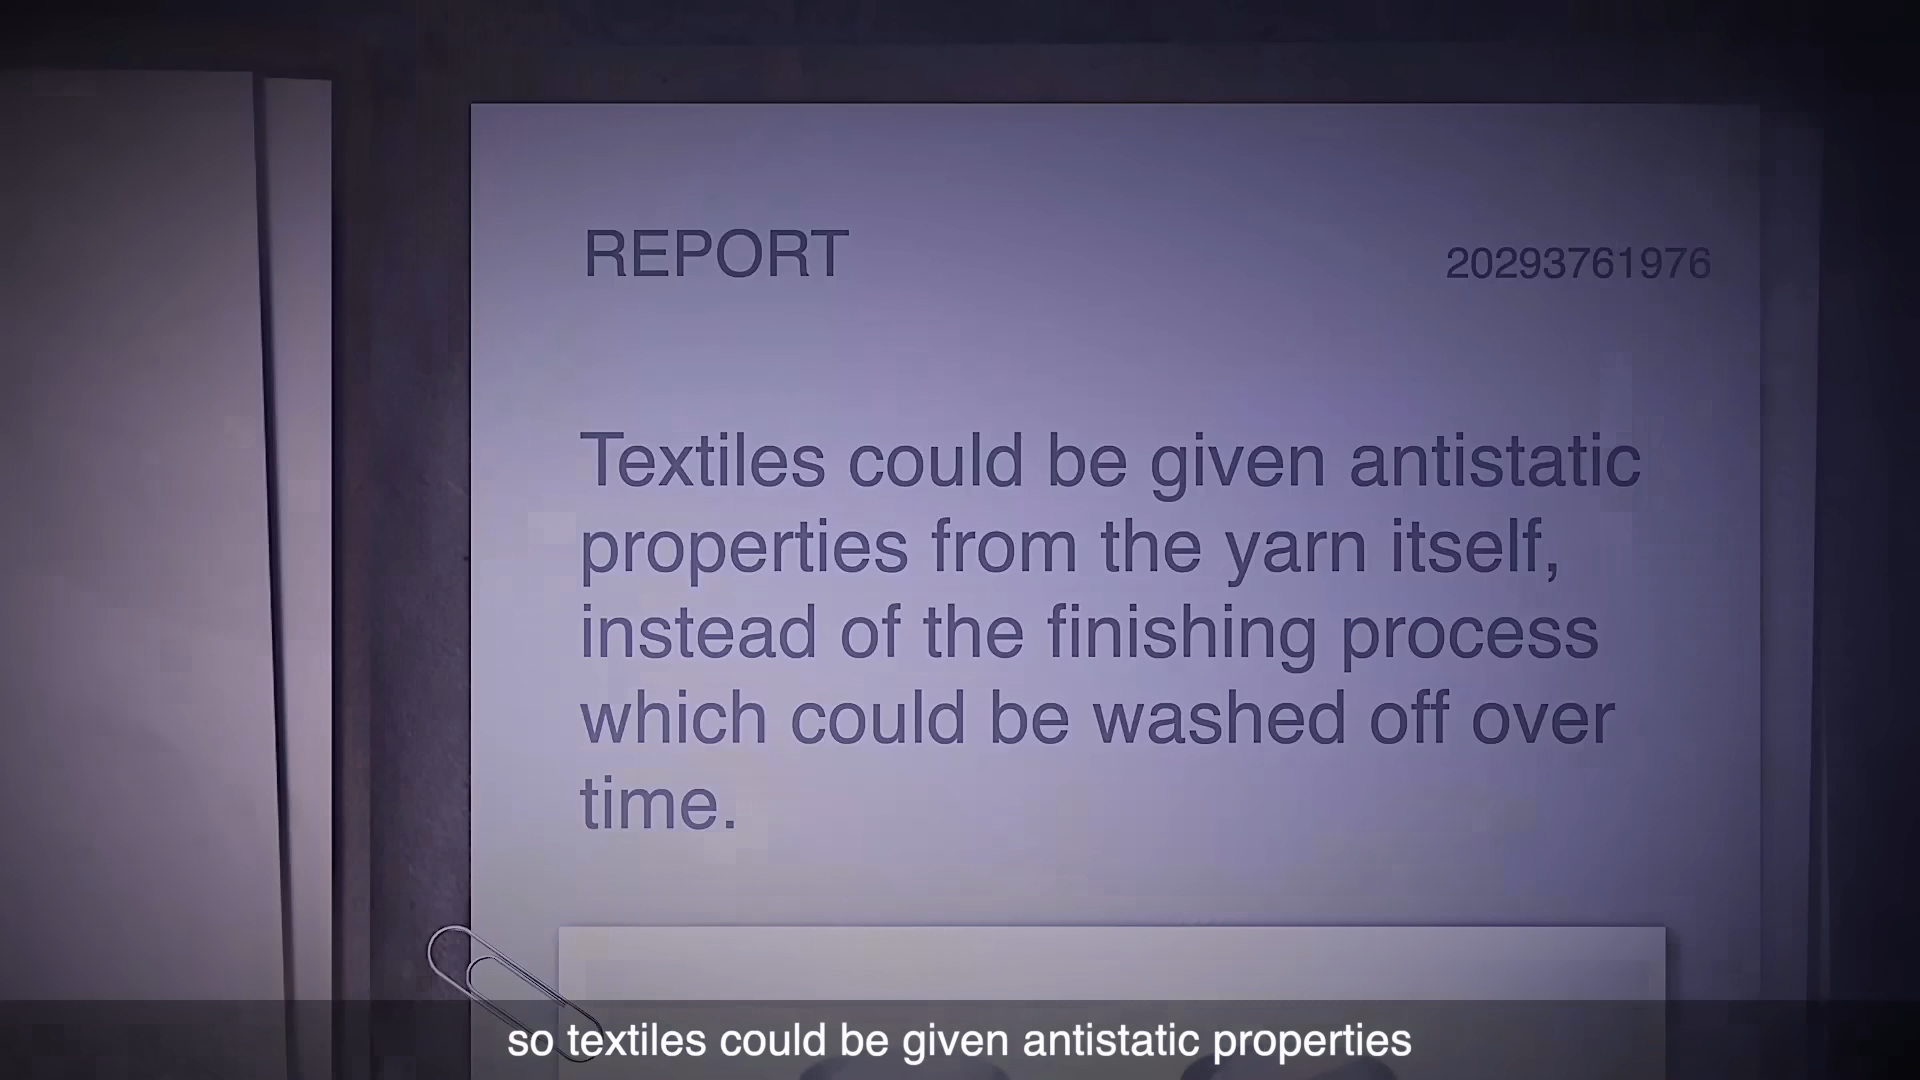 REPORT
20293761976
Textiles could be given antistatic
properties from the yarn itself,
instead of the finishing process
which could be washed off over
time.
so textiles could be given antistatic properties